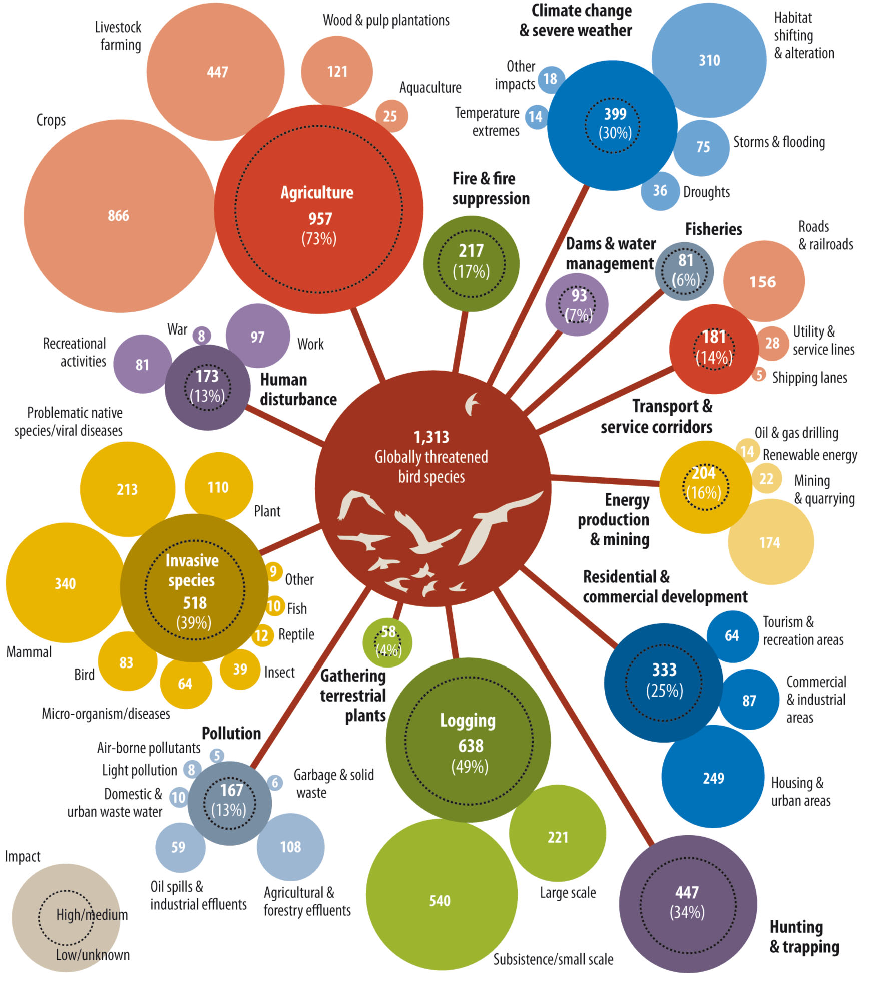 Livestock
farming
447
Wood & pulp plantations
121
Aquaculture
25
Crops
866
Agriculture
957
(73%)
Climate change
& severe weather
Habitat
shifting
& alteration
310
Other
impacts
18
Temperature
extremes
14
399
(30%)
75
Storms & flooding
36
Droughts
Fire & fire
suppression
217
(17%)
Dams & water
management
93
(7%)
Fisheries
81
(6%)
Roads
& railroads
156
181
(14%)
28
Utility &
service lines
5
Shipping lanes
Transport &
service corridors
War
8
97
Work
Recreational
activities
81
173
(13%)
Human
disturbance
1,313
Globally threatened
bird species
Oil & gas drilling
14
Renewable energy
22
Mining
& quarrying
174
204
(16%)
Energy
production
& mining
Problematic native
species/viral diseases
213
110
Plant
340
Mammal
Invasive
species
518
(39%)
9
Other
10
Fish
12
Reptile
39
Insect
83
Bird
64
Micro-organism/diseases
Residential &
commercial development
64
Tourism &
recreation areas
333
(25%)
87
Commercial
& industrial
areas
249
Housing &
urban areas
58
(4%)
Gathering
terrestrial
plants
Logging
638
(49%)
221
Large scale
540
Subsistence/small scale
Pollution
Air-borne pollutants
5
Light pollution
8
Domestic &
urban waste water
10
167
(13%)
6
Garbage & solid
waste
59
Oil spills &
industrial effluents
108
Agricultural &
forestry effluents
447
(34%)
Hunting
& trapping
Impact
High/medium
Low/unknown